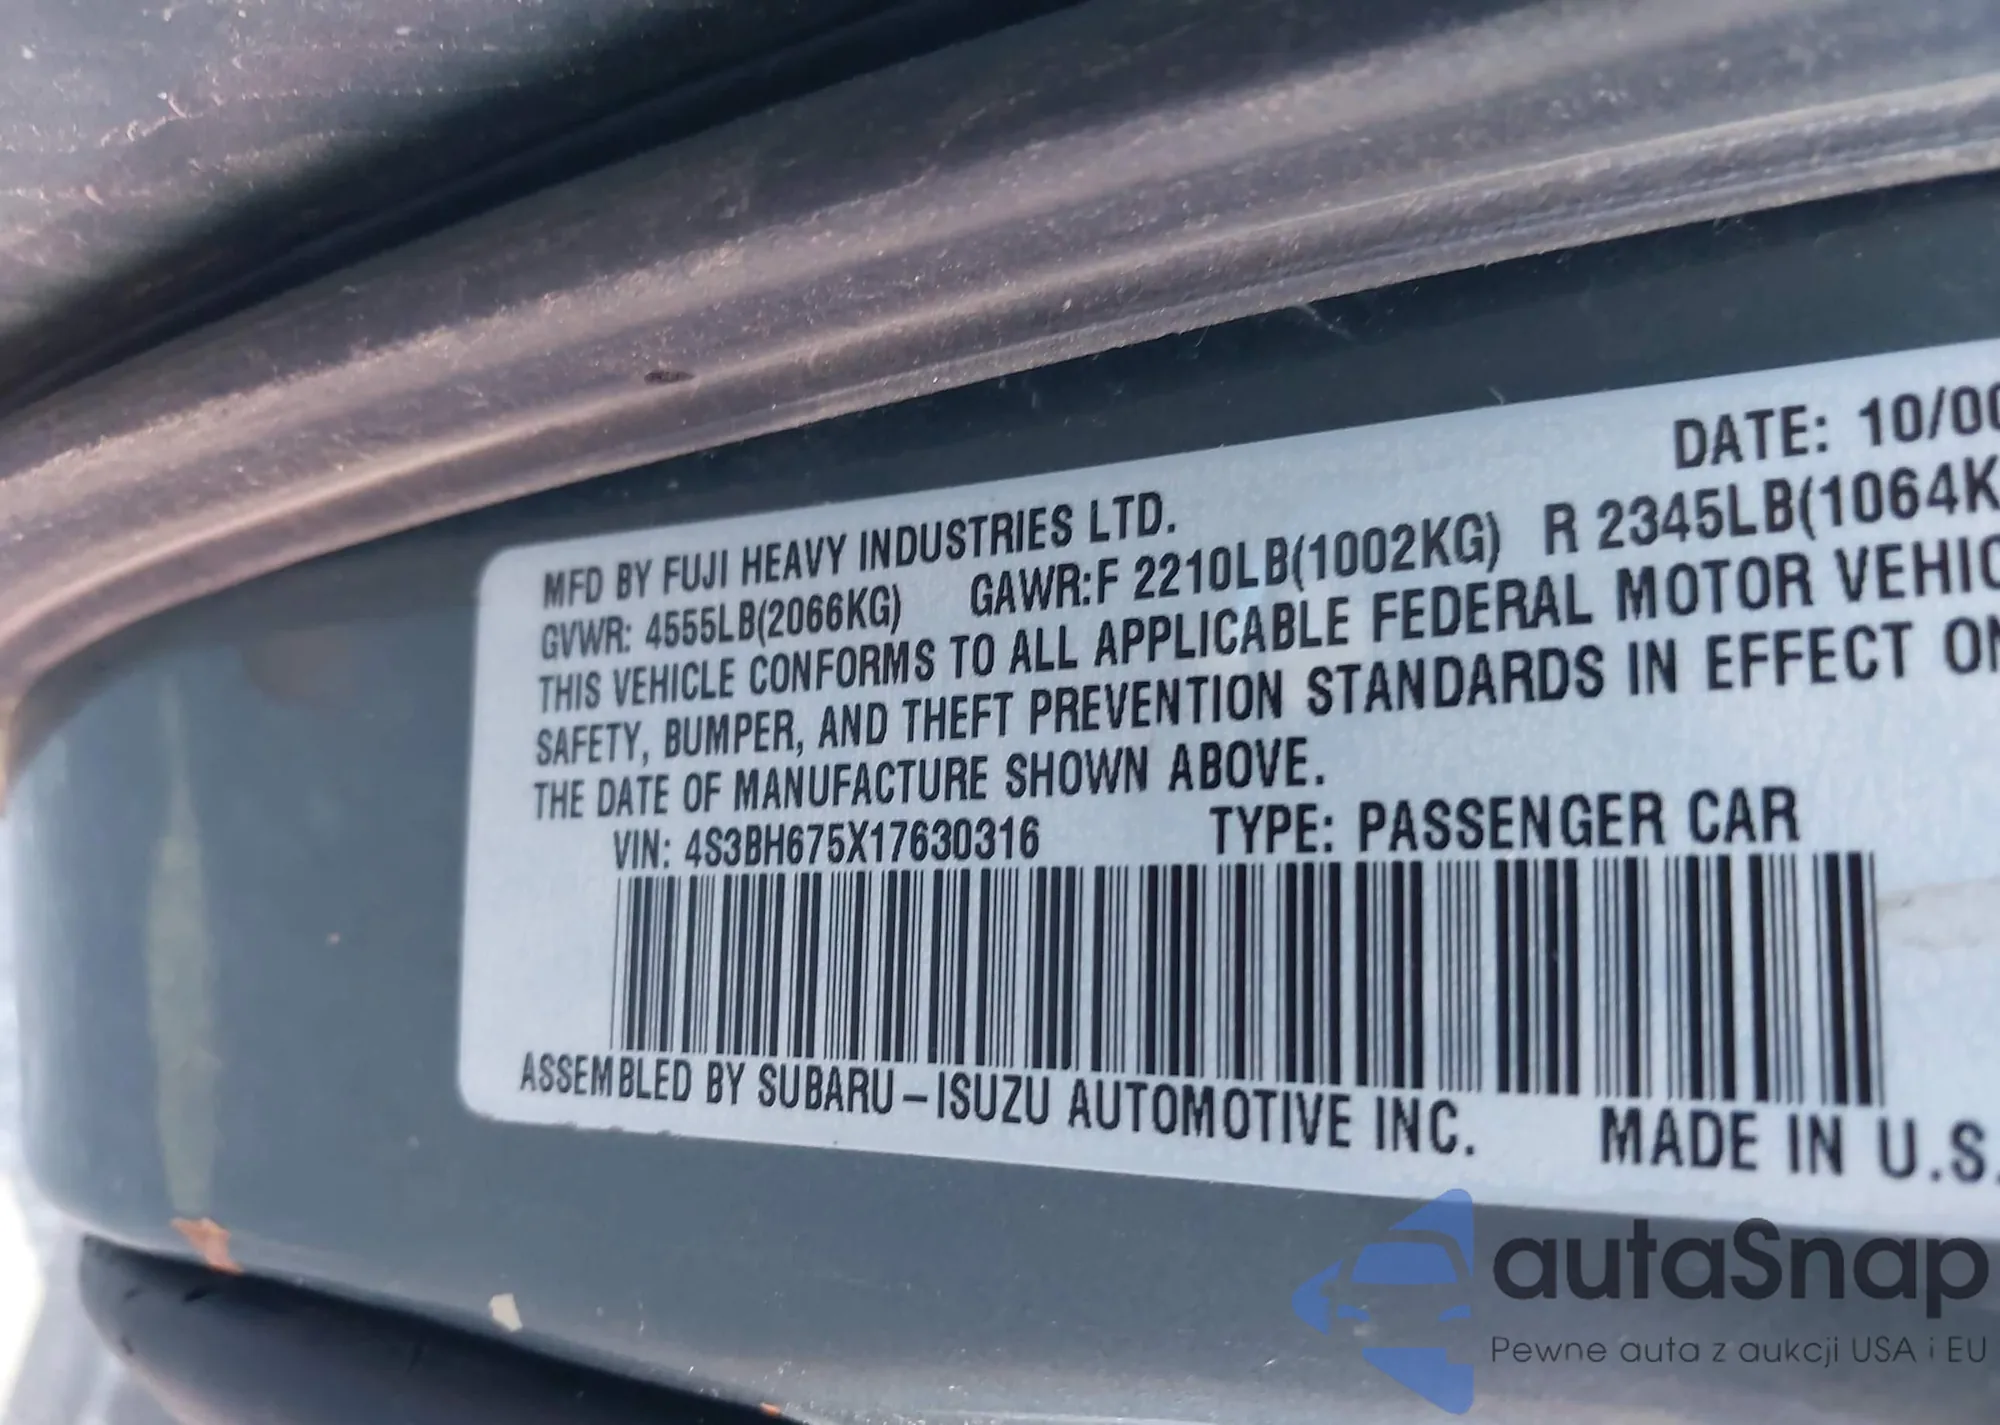 DATE: 10/00
MFD BY FUJI HEAVY INDUSTRIES LTD.
GVWR: 4555LB(2066KG) GAWR:F 2210LB(1002KG) R 2345LB(1064K
THIS VEHICLE CONFORMS TO ALL APPLICABLE FEDERAL MOTOR VEHIC
SAFETY, BUMPER, AND THEFT PREVENTION STANDARDS IN EFFECT ON
THE DATE OF MANUFACTURE SHOWN ABOVE.
VIN: 4S3BH675X17630316 TYPE: PASSENGER CAR
ASSEMBLED BY SUBARU-ISUZU AUTOMOTIVE INC. MADE IN U.S.
autaSnap
Pewne auta z aukcji USA i EU